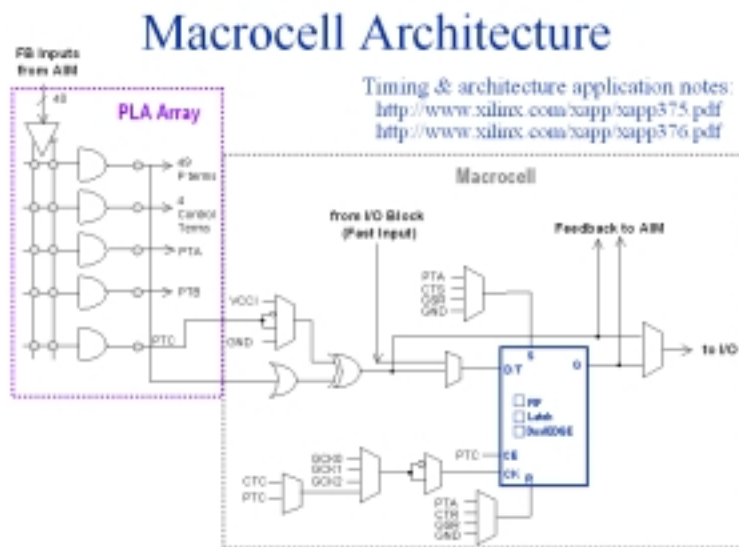 Macrocell Architecture
FB Inputs
from AIM
40
PLA Array
Timing & architecture application notes:
http://www.xilinx.com/xapp/xapp375.pdf
http://www.xilinx.com/xapp/xapp376.pdf
49
P terms
4
Control
Terms
PTA
PTB
PTC
Macrocell
from I/O Block
(Fast Input)
Feedback to AIM
PTA
CTS
GSR
GND
VCC
GND
to I/O
S
D/T
Q
FF
Latch
DualEDGE
PTC
CE
CK
R
GCK0
GCK1
GCK2
CTC
PTC
PTA
CTR
GSR
GND